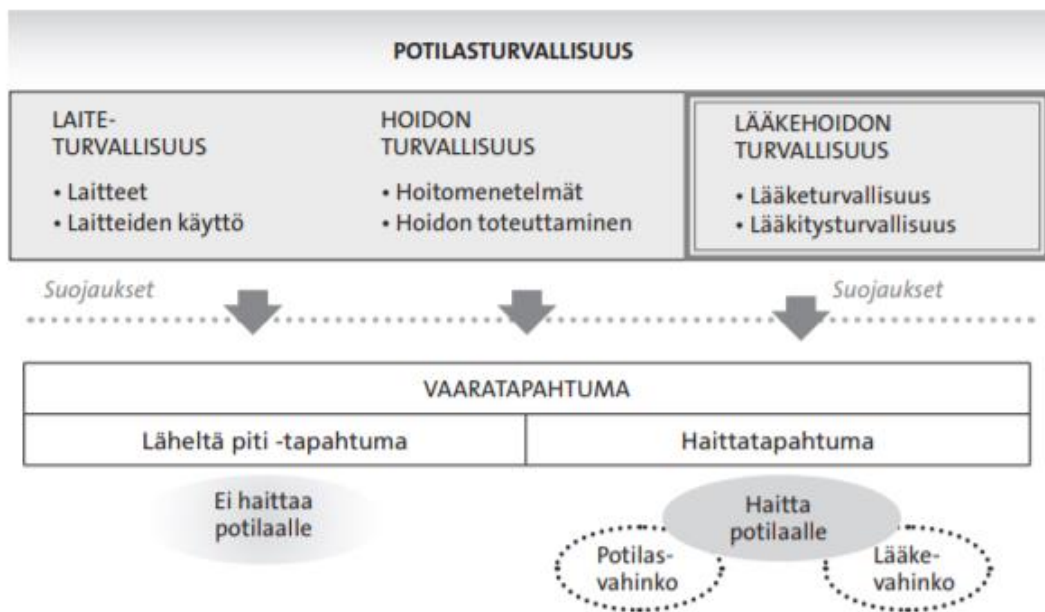 POTILASTURVALLISUUS
LAITE-
TURVALLISUUS
• Laitteet
• Laitteiden käyttö
HOIDON
TURVALLISUUS
• Hoitomenetelmät
• Hoidon toteuttaminen
LÄÄKEHOIDON
TURVALLISUUS
• Lääketurvallisuus
• Lääkitysturvallisuus
Suojaukset
Suojaukset
VAARATAPAHTUMA
Läheltä piti -tapahtuma
Haittatapahtuma
Ei haittaa
potilaalle
Haitta
potilaalle
Potilas-
vahinko
Lääke-
vahinko